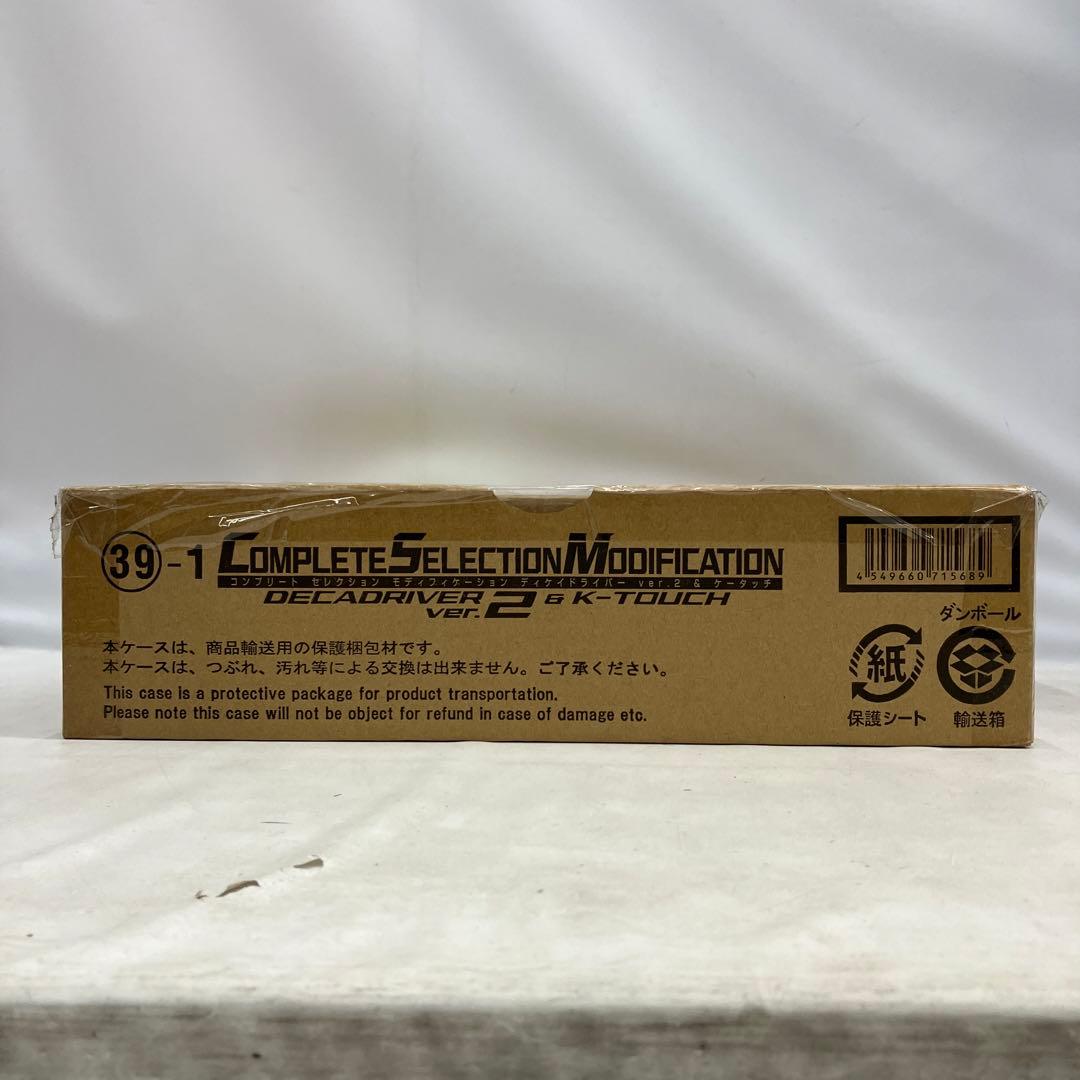 39-1 COMPLETE SELECTION MODIFICATION
コンプリート セレクション モディフィケーション ディケイドライバー ver.2 & ケータッチ
DECADRIVER ver.2 & K-TOUCH
本ケースは、商品輸送用の保護梱包材です。
本ケースは、つぶれ、汚れ等による交換は出来ません。ご了承ください。
This case is a protective package for product transportation.
Please note this case will not be object for refund in case of damage etc.
4 549660 715689
ダンボール
紙
保護シート
輸送箱